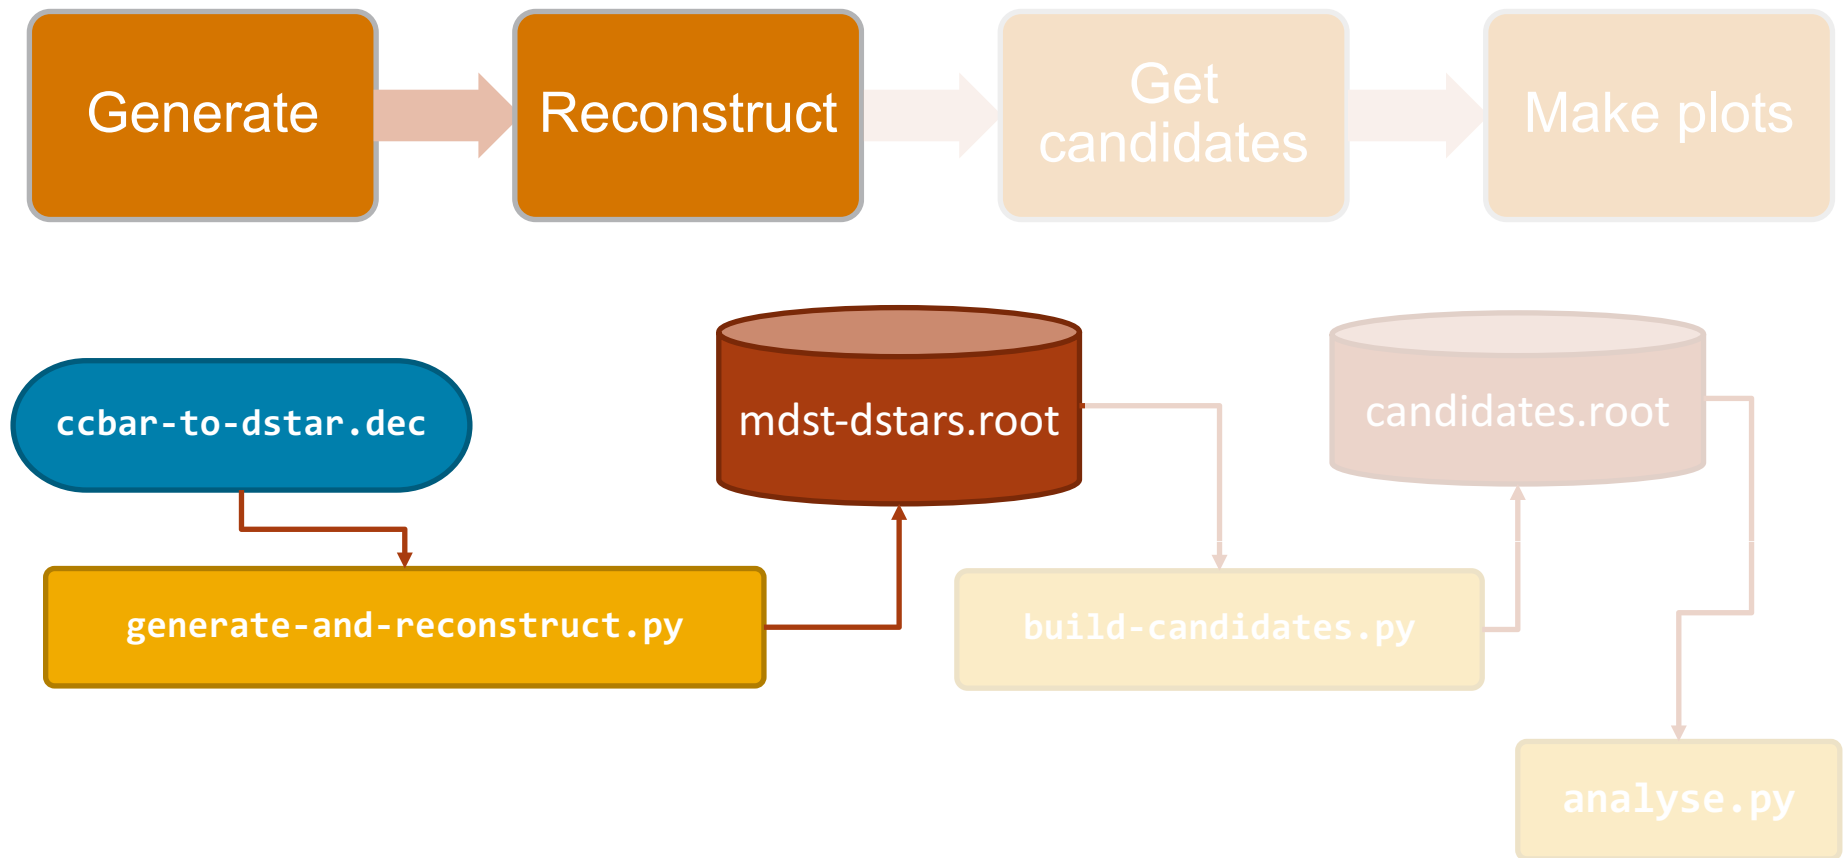 Generate
Reconstruct
Get
candidates
Make plots
ccbar-to-dstar.dec
mdst-dstars.root
candidates.root
generate-and-reconstruct.py
build-candidates.py
analyse.py